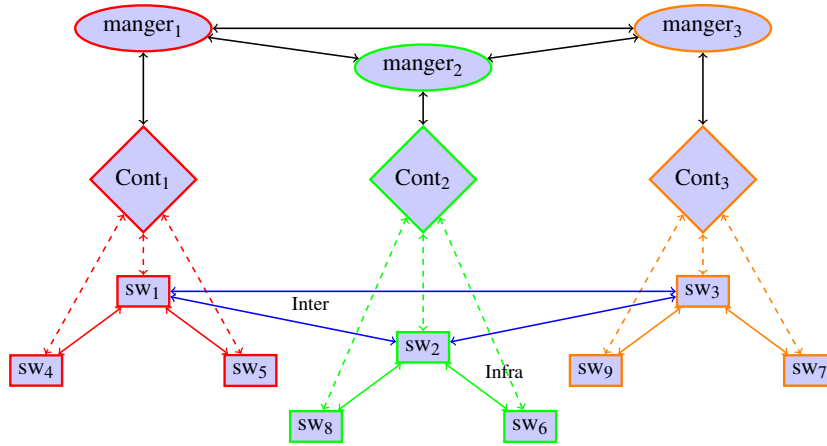 manger₁
manger₃
manger₂
Cont₁
Cont₂
Cont₃
sw₁
sw₃
Inter
sw₂
sw₄
sw₅
Infra
sw₉
sw₇
sw₈
sw₆